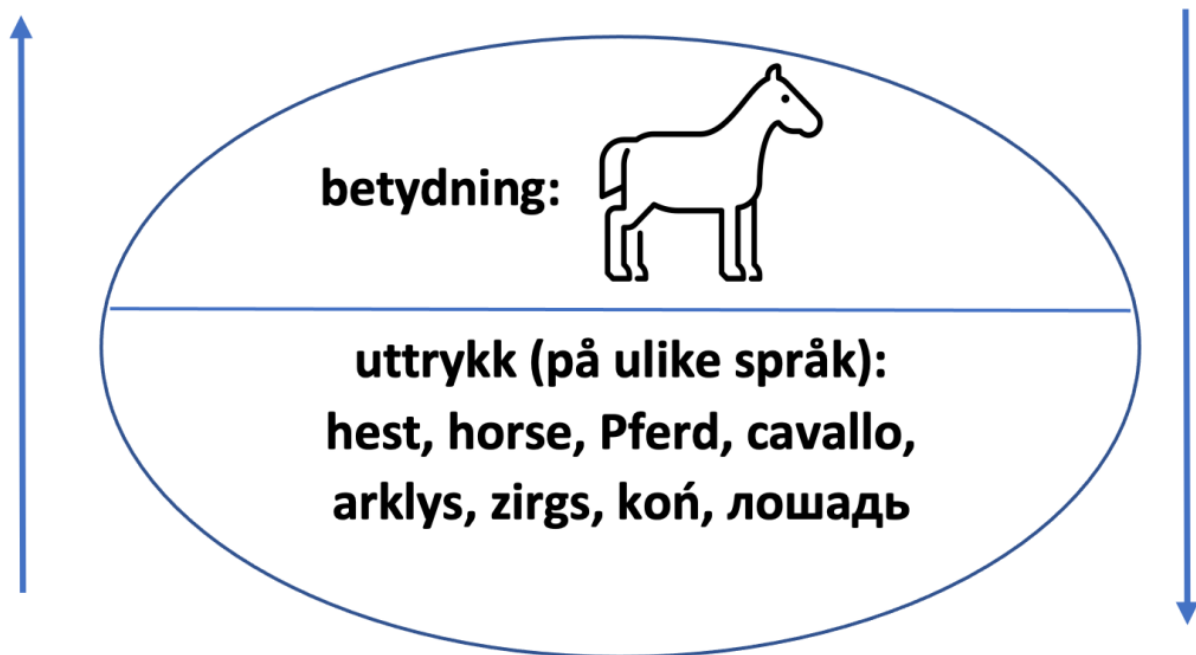 betydning:
uttrykk (på ulike språk):
hest, horse, Pferd, cavallo,
arklys, zirgs, koń, лошадь